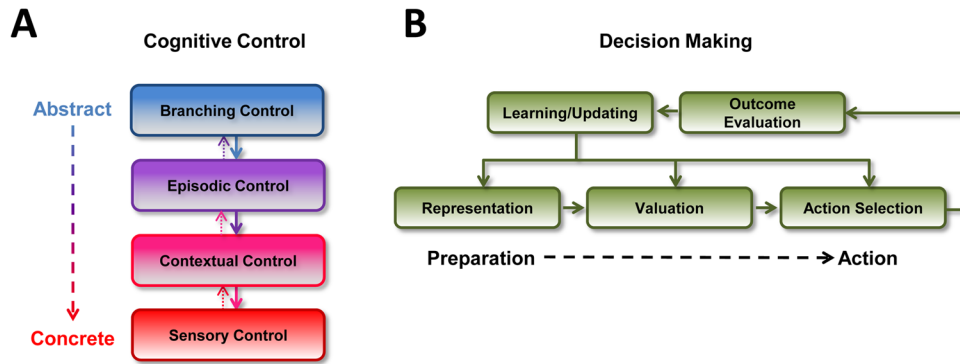 A
Cognitive Control
Abstract
Branching Control
Episodic Control
Contextual Control
Concrete
Sensory Control
B
Decision Making
Learning/Updating
Outcome
Evaluation
Representation
Valuation
Action Selection
Preparation
Action